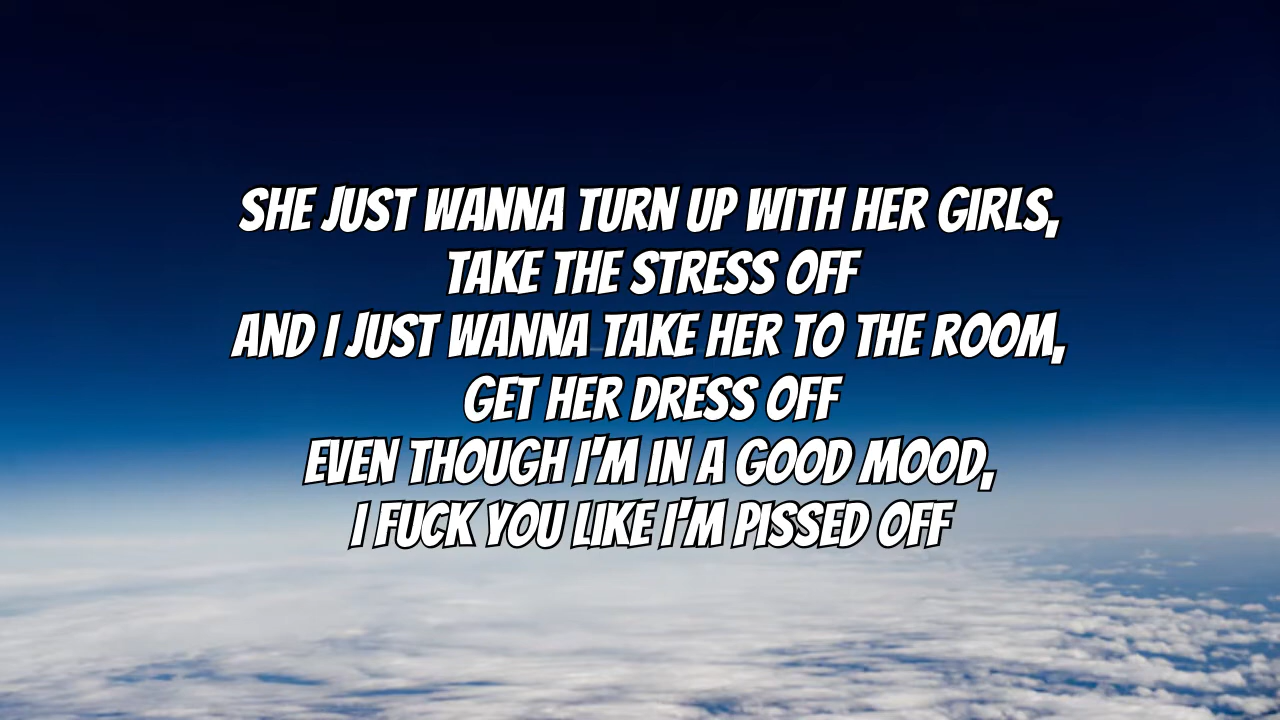 SHE JUST WANNA TURN UP WITH HER GIRLS,
TAKE THE STRESS OFF
AND I JUST WANNA TAKE HER TO THE ROOM,
GET HER DRESS OFF
EVEN THOUGH I'M IN A GOOD MOOD,
I FUCK YOU LIKE I'M PISSED OFF